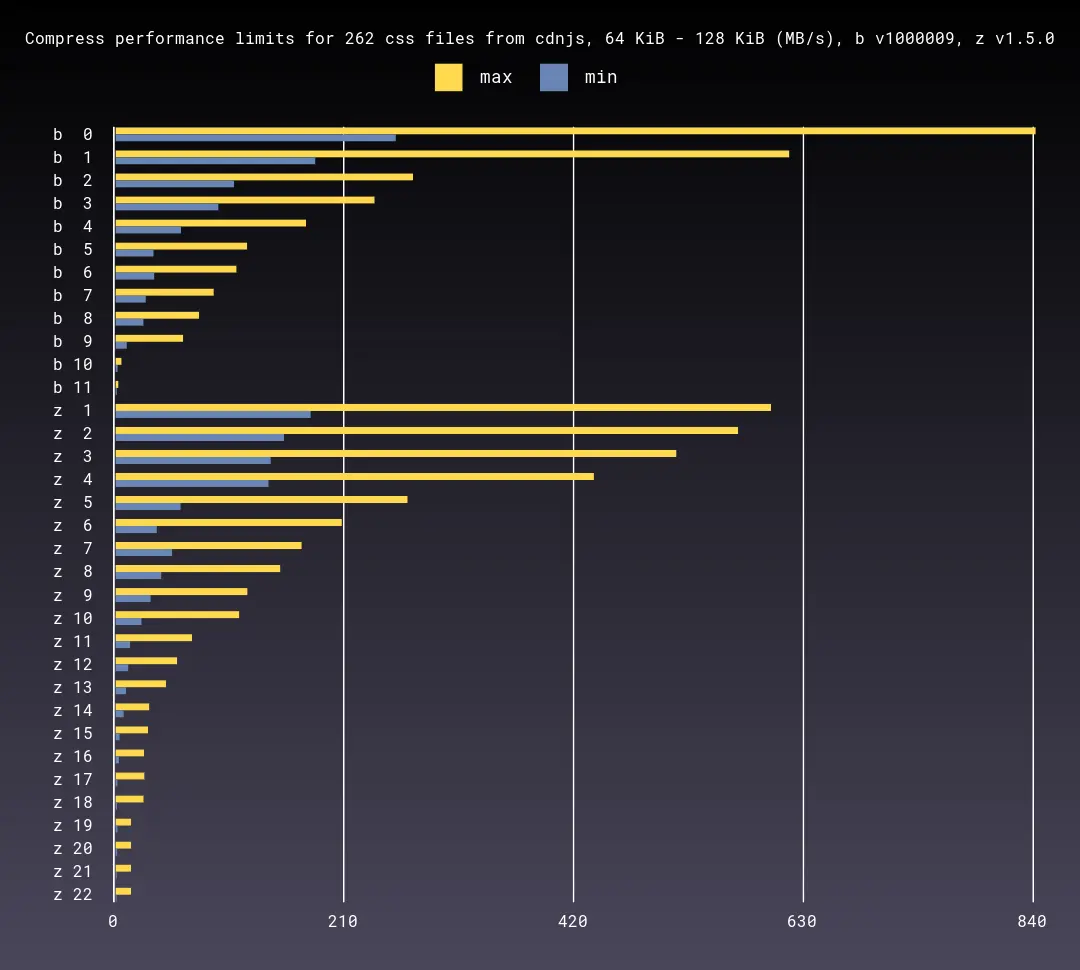 Compress performance limits for 262 css files from cdnjs, 64 KiB - 128 KiB (MB/s), b v1000009, z v1.5.0
max min
b 0
b 1
b 2
b 3
b 4
b 5
b 6
b 7
b 8
b 9
b 10
b 11
z 1
z 2
z 3
z 4
z 5
z 6
z 7
z 8
z 9
z 10
z 11
z 12
z 13
z 14
z 15
z 16
z 17
z 18
z 19
z 20
z 21
z 22
0 210 420 630 840